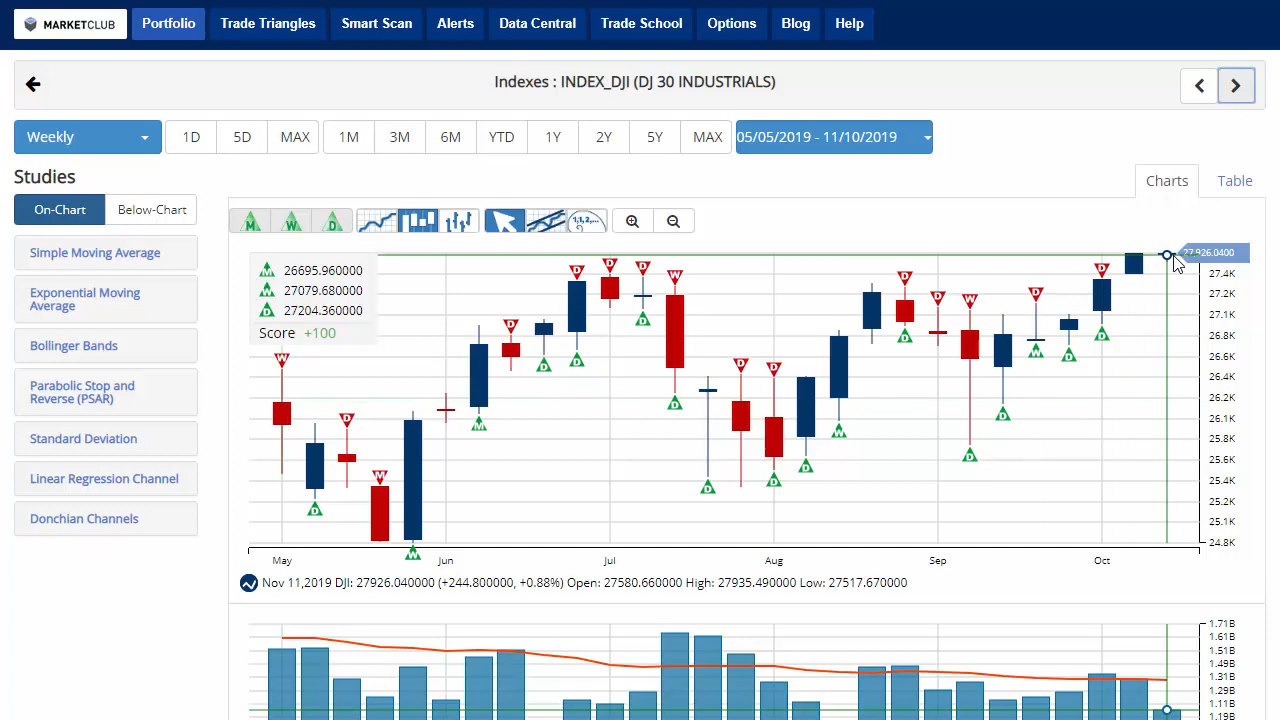 MARKETCLUB Portfolio Trade Triangles Smart Scan Alerts Data Central Trade School Options Blog Help
Indexes : INDEX_DJI (DJ 30 INDUSTRIALS)
Weekly 1D 5D MAX 1M 3M 6M YTD 1Y 2Y 5Y MAX 05/05/2019 - 11/10/2019
Studies
Charts Table
On-Chart Below-Chart
M W D 1,1,2,...
Simple Moving Average
Exponential Moving
Average
Bollinger Bands
Parabolic Stop and
Reverse (PSAR)
Standard Deviation
Linear Regression Channel
Donchian Channels
M 26695.960000
W 27079.680000
D 27204.360000
Score +100
27,926.0400
27.4K
27.2K
27.1K
26.8K
26.6K
26.4K
26.2K
26.1K
25.8K
25.6K
25.4K
25.2K
25.1K
24.8K
May Jun Jul Aug Sep Oct
Nov 11,2019 DJI: 27926.040000 (+244.800000, +0.88%) Open: 27580.660000 High: 27935.490000 Low: 27517.670000
1.71B
1.61B
1.51B
1.49B
1.31B
1.29B
1.11B
1.19B